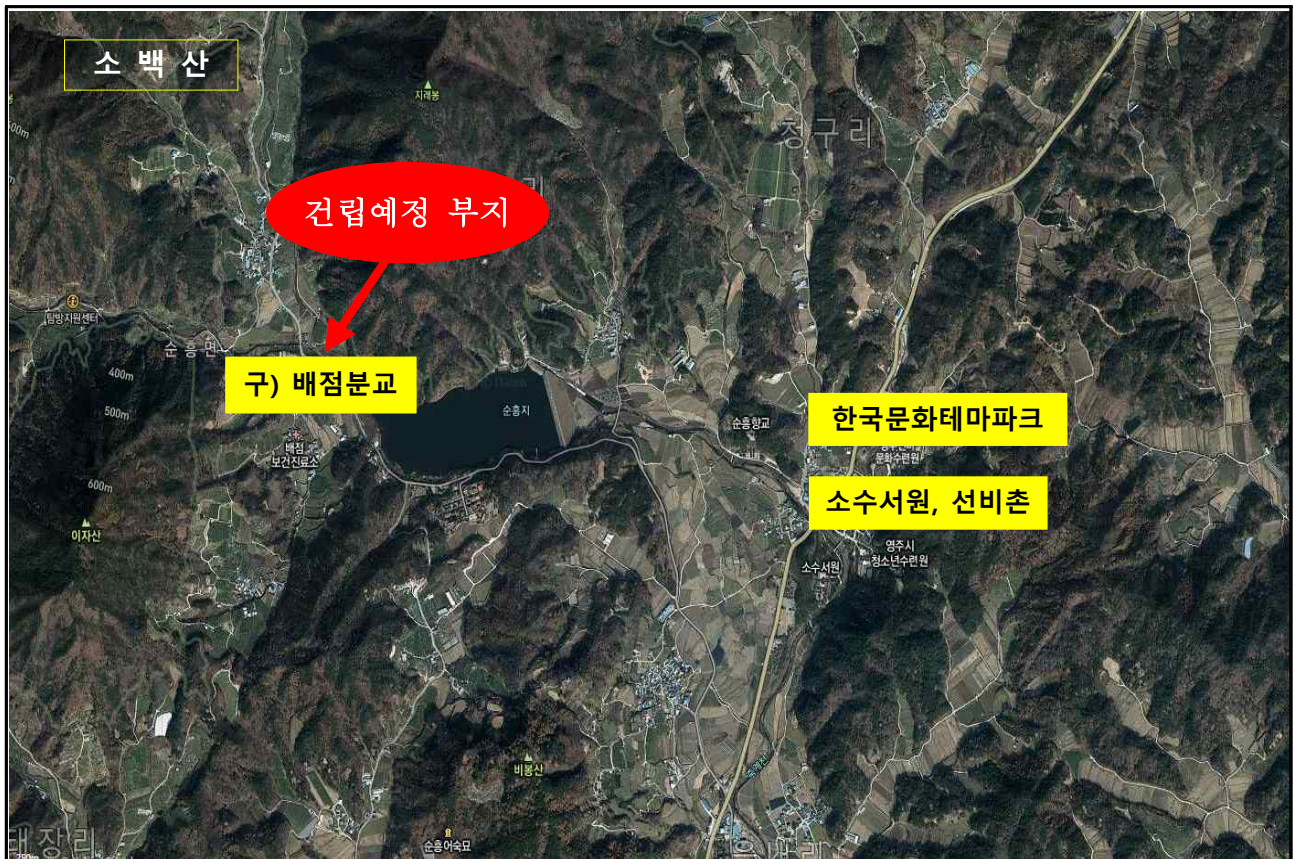 소 백 산
지래봉
청구리
리
건립예정 부지
탐방지원센터
순흥면
400m
500m
600m
구) 배점분교
순흥지
순흥향교
한국문화테마파크
문화수련원
배점
보건진료소
소수서원, 선비촌
이자산
영주시
청소년수련원
소수서원
비봉산
죽계천
태장리
순흥어숙묘